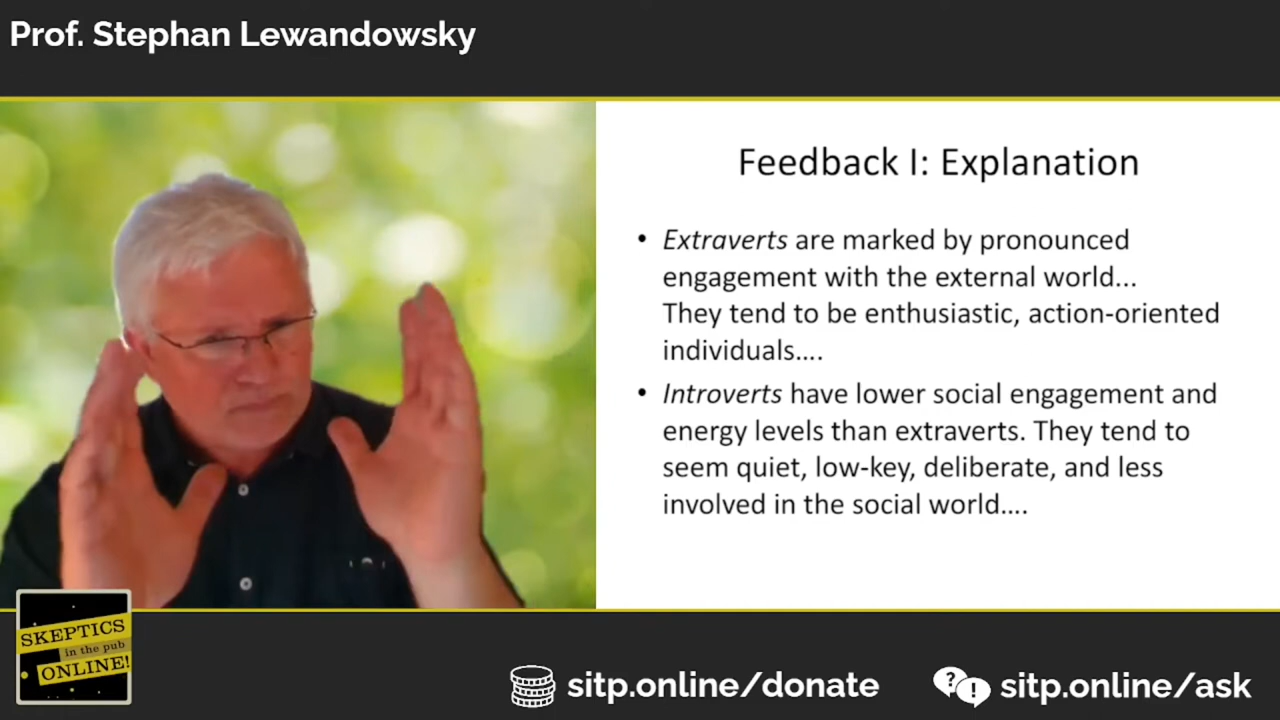 Prof. Stephan Lewandowsky
Feedback I: Explanation
• Extraverts are marked by pronounced
engagement with the external world...
They tend to be enthusiastic, action-oriented
individuals....
• Introverts have lower social engagement and
energy levels than extraverts. They tend to
seem quiet, low-key, deliberate, and less
involved in the social world....
SKEPTICS
in the pub
ONLINE!
sitp.online/donate
?!
sitp.online/ask